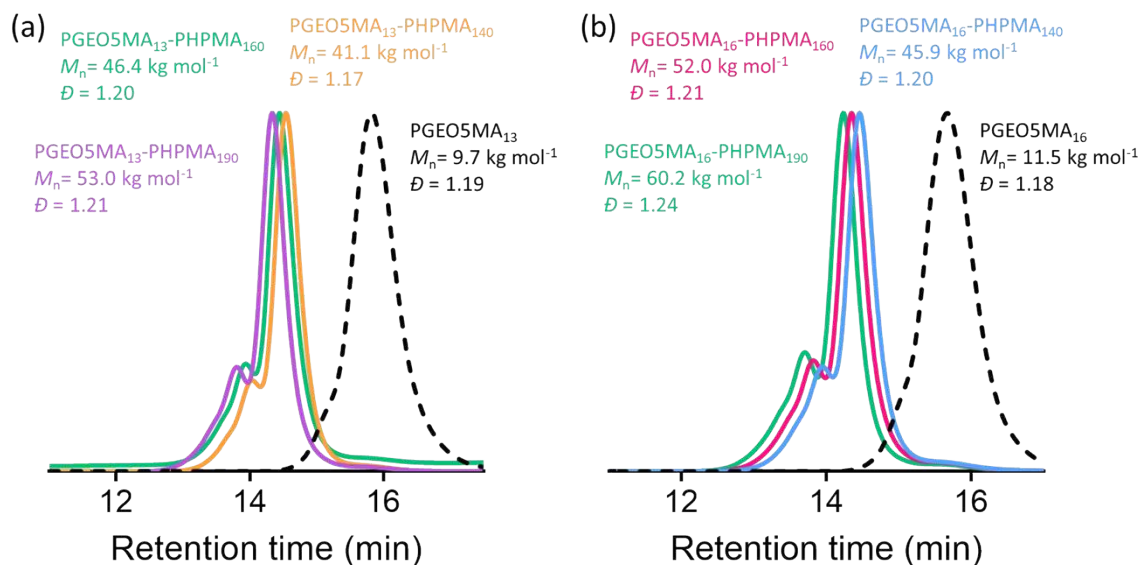 (a)
PGEO5MA₁₃-PHPMA₁₆₀
Mₙ= 46.4 kg mol⁻¹
Đ = 1.20
PGEO5MA₁₃-PHPMA₁₄₀
Mₙ= 41.1 kg mol⁻¹
Đ = 1.17
PGEO5MA₁₃-PHPMA₁₉₀
Mₙ= 53.0 kg mol⁻¹
Đ = 1.21
PGEO5MA₁₃
Mₙ= 9.7 kg mol⁻¹
Đ = 1.19
12 14 16
Retention time (min)
(b)
PGEO5MA₁₆-PHPMA₁₆₀
Mₙ= 52.0 kg mol⁻¹
Đ = 1.21
PGEO5MA₁₆-PHPMA₁₄₀
Mₙ= 45.9 kg mol⁻¹
Đ = 1.20
PGEO5MA₁₆-PHPMA₁₉₀
Mₙ= 60.2 kg mol⁻¹
Đ = 1.24
PGEO5MA₁₆
Mₙ= 11.5 kg mol⁻¹
Đ = 1.18
12 14 16
Retention time (min)